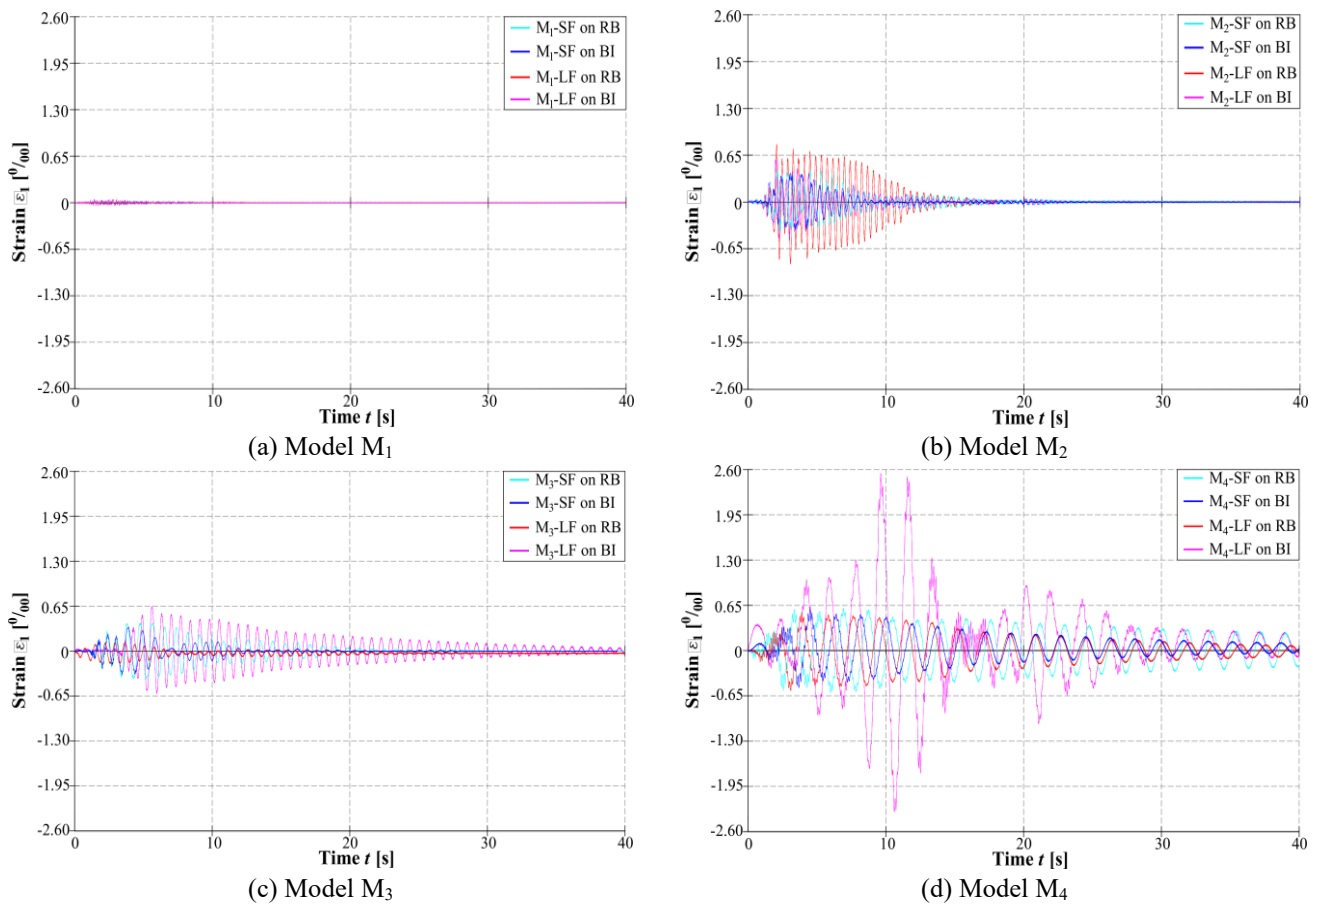 2.60
1.95
1.30
0.65
0
-0.65
-1.30
-1.95
-2.60
Strain ε₁ [⁰/₀₀]
0 10 20 30 40
Time t [s]
M₁-SF on RB
M₁-SF on BI
M₁-LF on RB
M₁-LF on BI
(a) Model M₁
2.60
1.95
1.30
0.65
0
-0.65
-1.30
-1.95
-2.60
Strain ε₁ [⁰/₀₀]
0 10 20 30 40
Time t [s]
M₂-SF on RB
M₂-SF on BI
M₂-LF on RB
M₂-LF on BI
(b) Model M₂
2.60
1.95
1.30
0.65
0
-0.65
-1.30
-1.95
-2.60
Strain ε₁ [⁰/₀₀]
0 10 20 30 40
Time t [s]
M₃-SF on RB
M₃-SF on BI
M₃-LF on RB
M₃-LF on BI
(c) Model M₃
2.60
1.95
1.30
0.65
0
-0.65
-1.30
-1.95
-2.60
Strain ε₁ [⁰/₀₀]
0 10 20 30 40
Time t [s]
M₄-SF on RB
M₄-SF on BI
M₄-LF on RB
M₄-LF on BI
(d) Model M₄